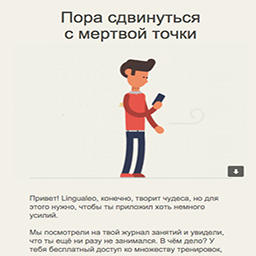 Пора сдвинуться
с мертвой точки
Привет! Lingualeo, конечно, творит чудеса, но для
этого нужно, чтобы ты приложил хоть немного
усилий.
Мы посмотрели на твой журнал занятий и увидели,
что ты ещё ни разу не занимался. В чём дело? У
тебя бесплатный доступ ко множеству тренировок,